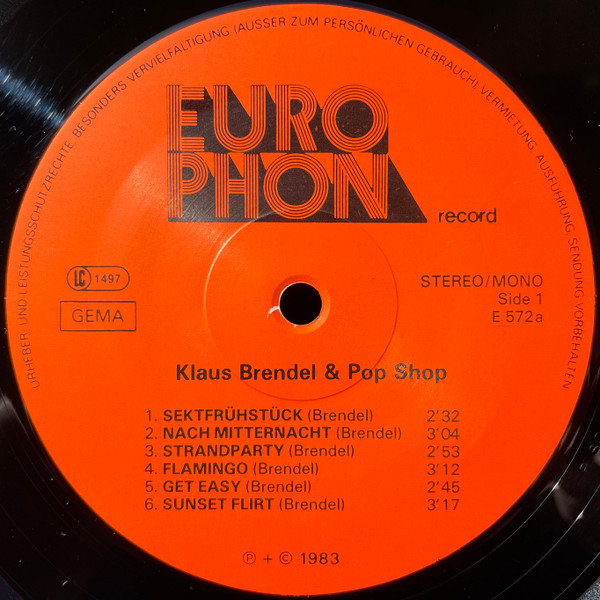 URHEBER- UND LEISTUNGSSCHUTZRECHTE, BESONDERS VERVIELFÄLTIGUNG (AUSSER ZUM PERSÖNLICHEN GEBRAUCH), VERMIETUNG, AUFFÜHRUNG, SENDUNG VORBEHALTEN
EURO
PHON
record
LC 1497
GEMA
STEREO/MONO
Side 1
E 572a
Klaus Brendel & Pop Shop
1. SEKTFRÜHSTÜCK (Brendel) 2'32
2. NACH MITTERNACHT (Brendel) 3'04
3. STRANDPARTY (Brendel) 2'53
4. FLAMINGO (Brendel) 3'12
5. GET EASY (Brendel) 2'45
6. SUNSET FLIRT (Brendel) 3'17
℗ + © 1983